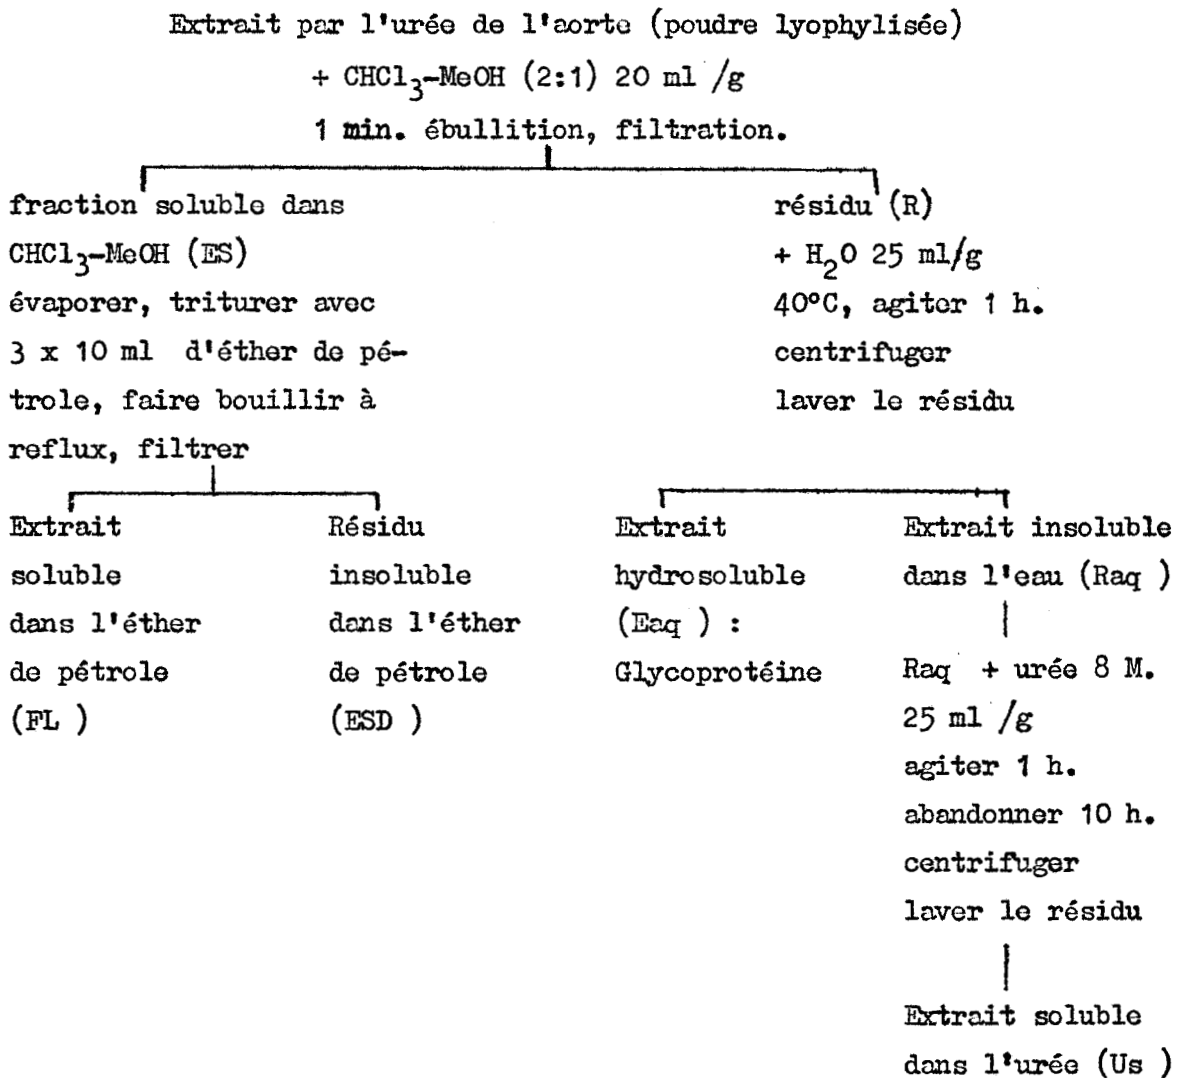 Extrait par l'urée de l'aorte (poudre lyophylisée)
+ CHCl3-MeOH (2:1) 20 ml /g
1 min. ébullition, filtration.
fraction soluble dans
CHCl3-MeOH (ES)
évaporer, triturer avec
3 x 10 ml d'éther de pé-
trole, faire bouillir à
reflux, filtrer
résidu (R)
+ H2O 25 ml/g
40°C, agiter 1 h.
centrifuger
laver le résidu
Extrait
soluble
dans l'éther
de pétrole
(FL )
Résidu
insoluble
dans l'éther
de pétrole
(ESD )
Extrait
hydrosoluble
(Eaq ) :
Glycoprotéine
Extrait insoluble
dans l'eau (Raq )
Raq + urée 8 M.
25 ml /g
agiter 1 h.
abandonner 10 h.
centrifuger
laver le résidu
Extrait soluble
dans l'urée (Us )